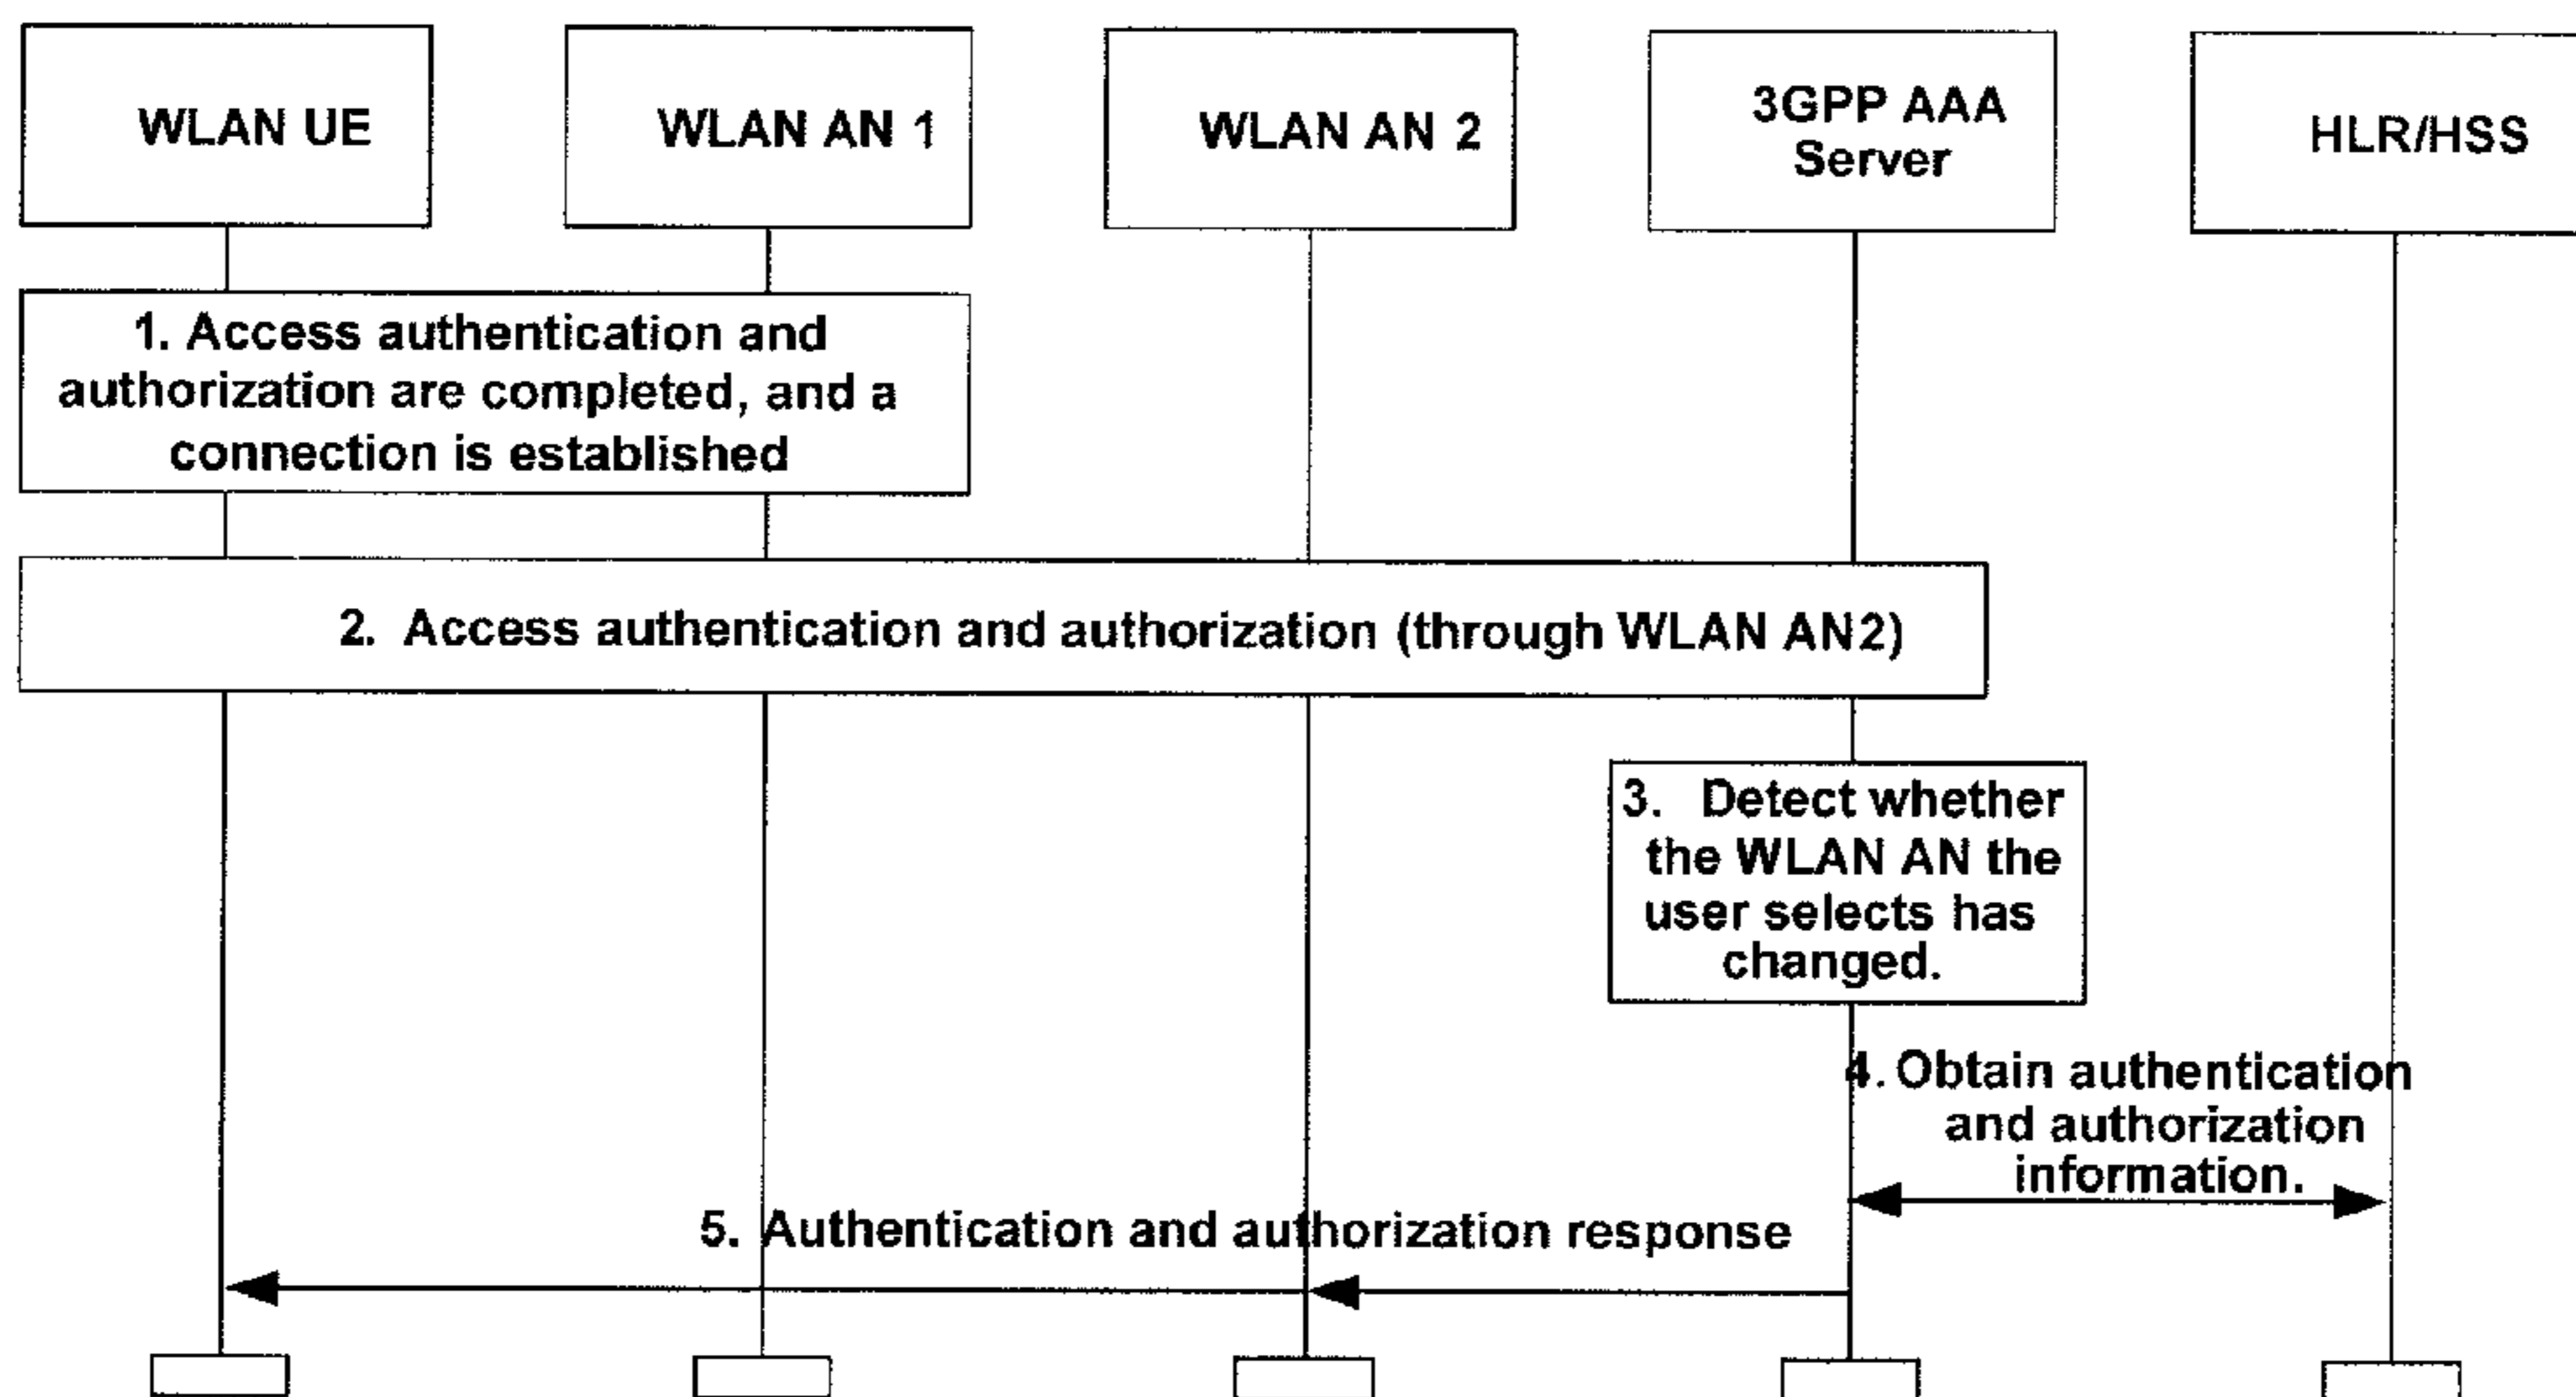 WLAN UE
WLAN AN 1
WLAN AN 2
3GPP AAA
Server
HLR/HSS
1. Access authentication and
authorization are completed, and a
connection is established
2. Access authentication and authorization (through WLAN AN2)
3. Detect whether
the WLAN AN the
user selects has
changed.
4. Obtain authentication
and authorization
information.
5. Authentication and authorization response